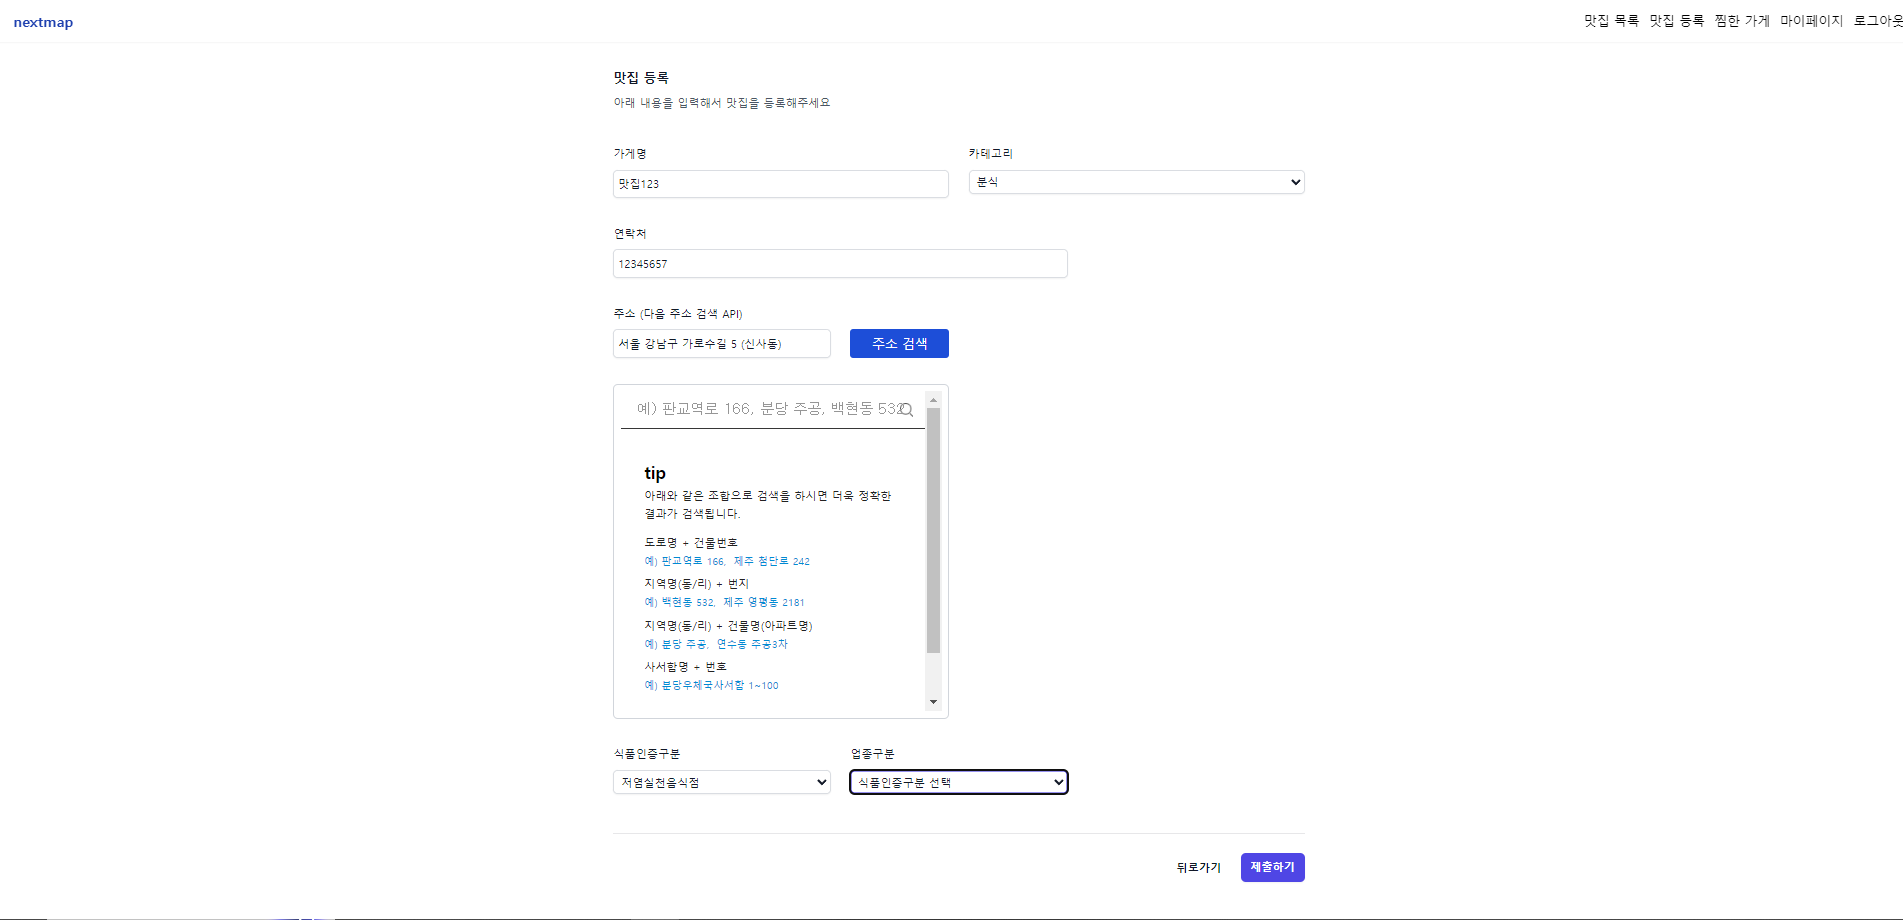 nextmap
맛집 목록 맛집 등록 찜한 가게 마이페이지 로그아웃
맛집 등록
아래 내용을 입력해서 맛집을 등록해주세요
가게명
맛집123
카테고리
분식
연락처
12345657
주소 (다음 주소 검색 API)
서울 강남구 가로수길 5 (신사동)
주소 검색
예) 판교역로 166, 분당 주공, 백현동 532
tip
아래와 같은 조합으로 검색을 하시면 더욱 정확한
결과가 검색됩니다.
도로명 + 건물번호
예) 판교역로 166, 제주 첨단로 242
지역명(동/리) + 번지
예) 백현동 532, 제주 영평동 2181
지역명(동/리) + 건물명(아파트명)
예) 분당 주공, 연수동 주공3차
사서함명 + 번호
예) 분당우체국사서함 1~100
식품인증구분
저염실천음식점
업종구분
식품인증구분 선택
뒤로가기
제출하기